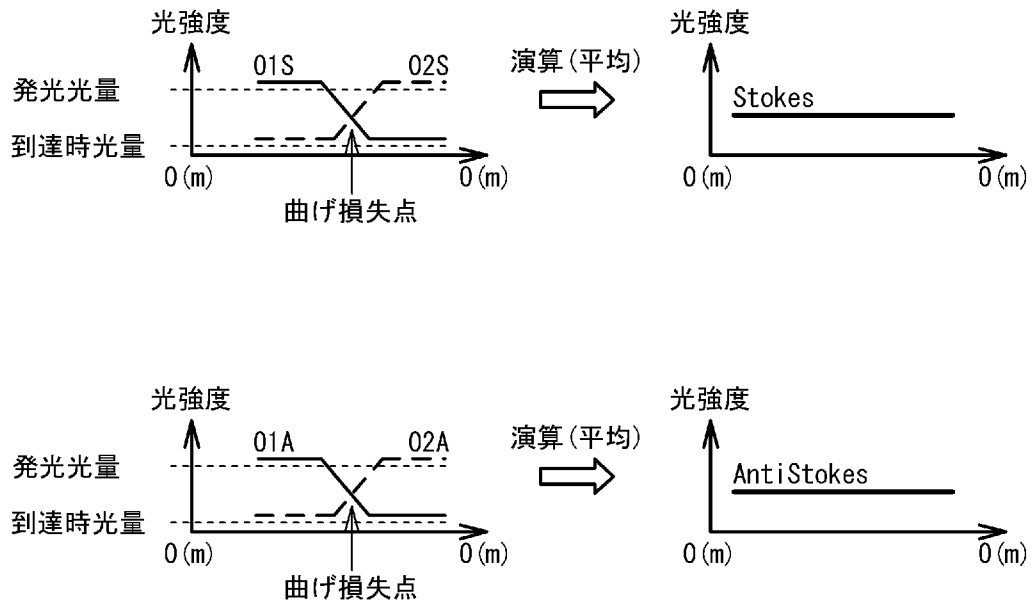 光強度
01S
02S
発光光量
到達時光量
0(m)
0(m)
曲げ損失点
演算(平均)
光強度
Stokes
0(m)
0(m)
光強度
01A
02A
発光光量
到達時光量
0(m)
0(m)
曲げ損失点
演算(平均)
光強度
AntiStokes
0(m)
0(m)